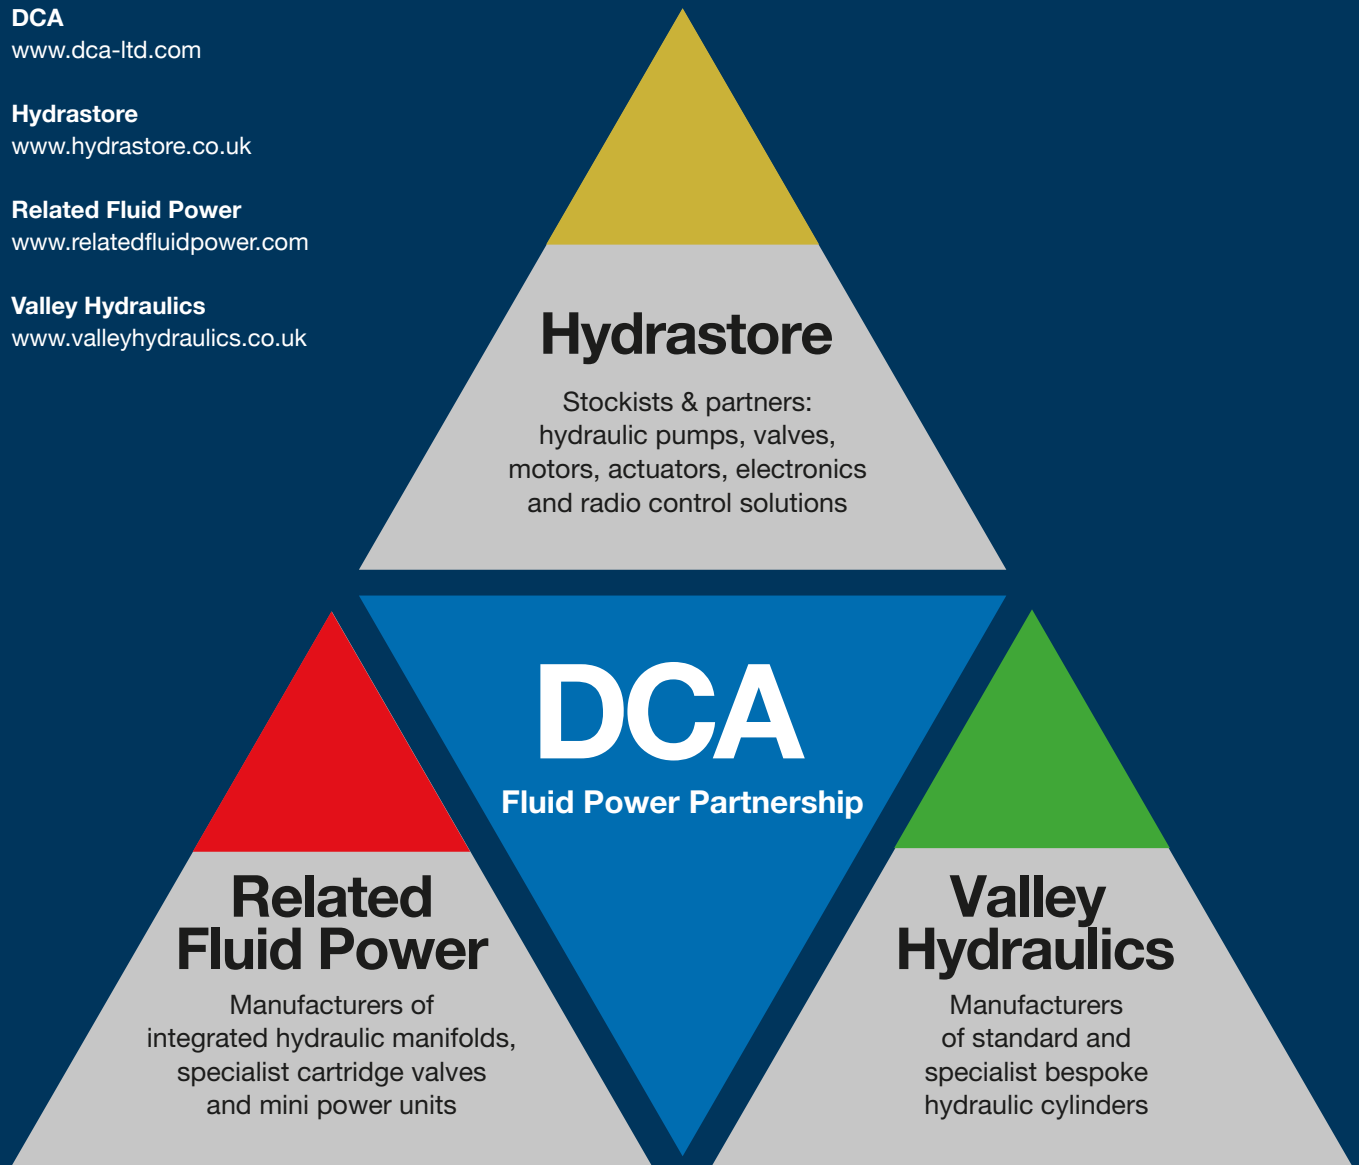 DCA
www.dca-ltd.com
Hydrastore
www.hydrastore.co.uk
Related Fluid Power
www.relatedfluidpower.com
Valley Hydraulics
www.valleyhydraulics.co.uk
Hydrastore
Stockists & partners:
hydraulic pumps, valves,
motors, actuators, electronics
and radio control solutions
DCA
Fluid Power Partnership
Related
Fluid Power
Manufacturers of
integrated hydraulic manifolds,
specialist cartridge valves
and mini power units
Valley
Hydraulics
Manufacturers
of standard and
specialist bespoke
hydraulic cylinders